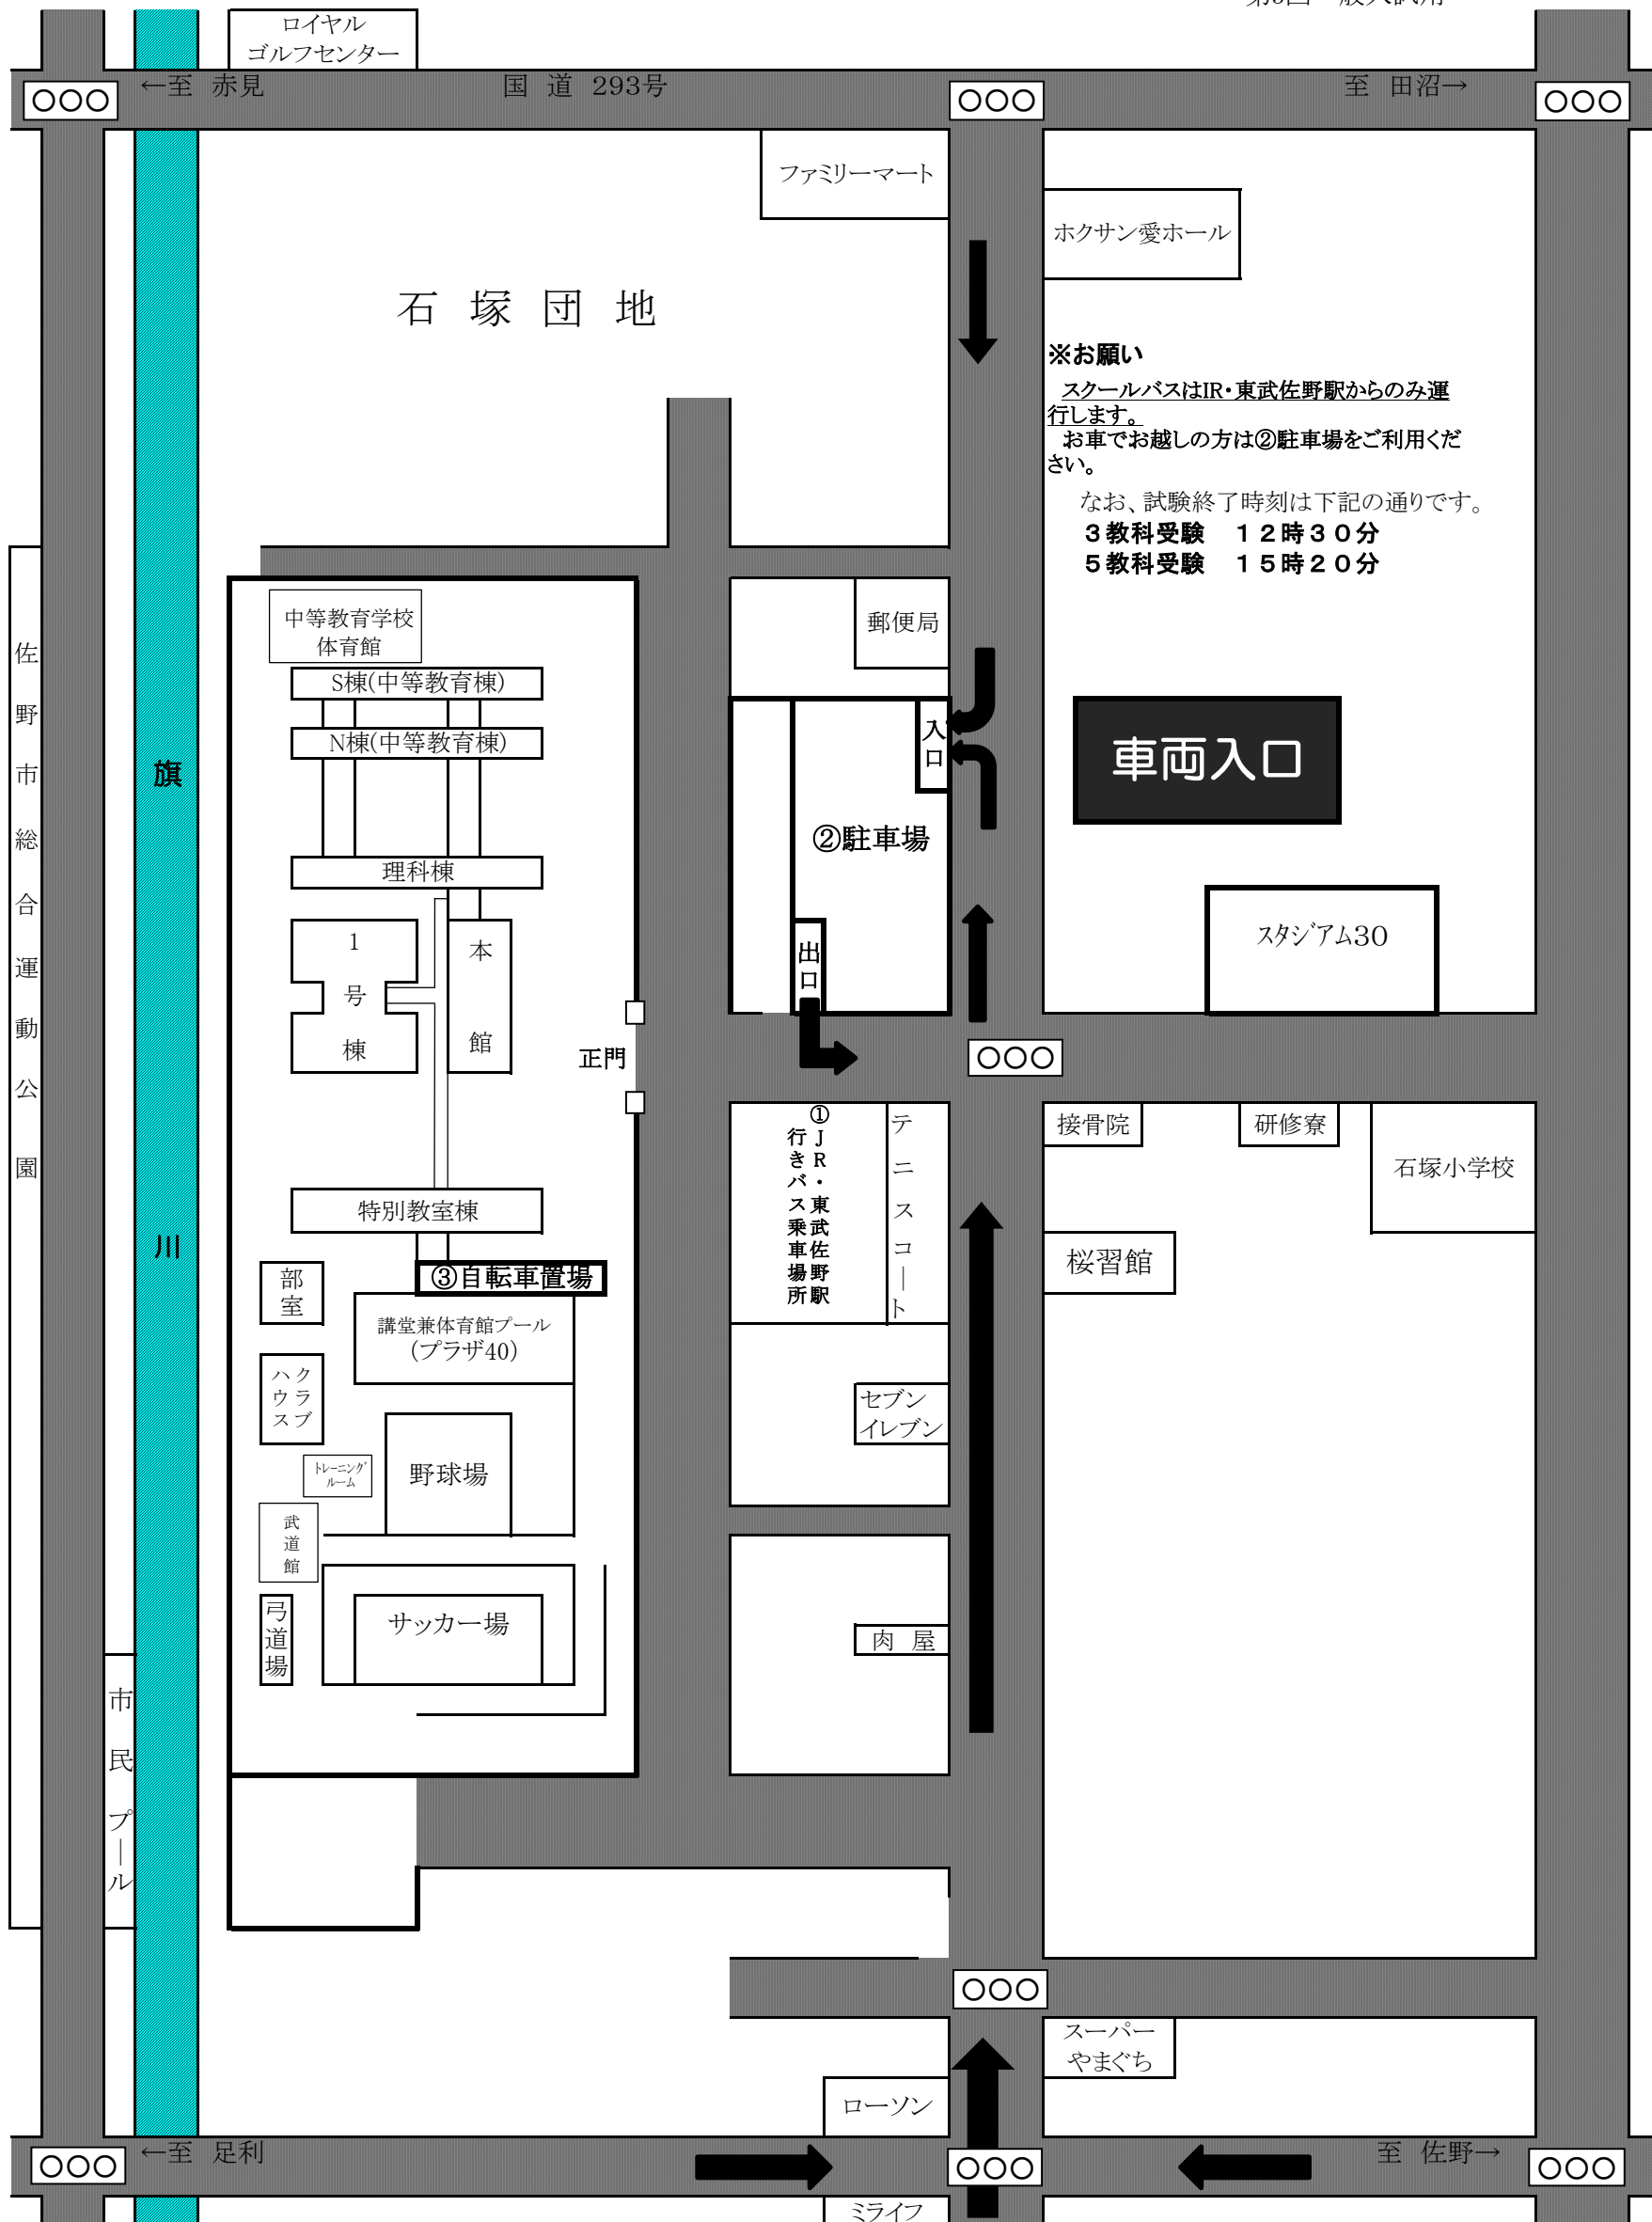 ロイヤル
ゴルフセンター
←至 赤見
国 道 293号
至 田沼→
○○○
○○○
○○○
ファミリーマート
ホクサン愛ホール
石 塚 団 地
※お願い
スクールバスはJR・東武佐野駅からのみ運
行します。
お車でお越しの方は②駐車場をご利用くだ
さい。
なお、試験終了時刻は下記の通りです。
3教科受験 12時30分
5教科受験 15時20分
佐野市総合運動公園
旗川
中等教育学校
体育館
S棟(中等教育棟)
N棟(中等教育棟)
理科棟
1号棟
本館
正門
郵便局
入口
②駐車場
出口
車両入口
スタジアム30
○○○
特別教室棟
③自転車置場
部室
講堂兼体育館プール
(プラザ40)
クラブ
ハウス
トレーニング
ルーム
野球場
武道館
弓道場
サッカー場
①JR・東武佐野駅
行きバス乗車場所
テニスコート
接骨院
研修寮
石塚小学校
桜習館
セブン
イレブン
肉 屋
市民プール
○○○
スーパー
やまぐち
ローソン
←至 足利
至 佐野→
○○○
○○○
○○○
ミライフ